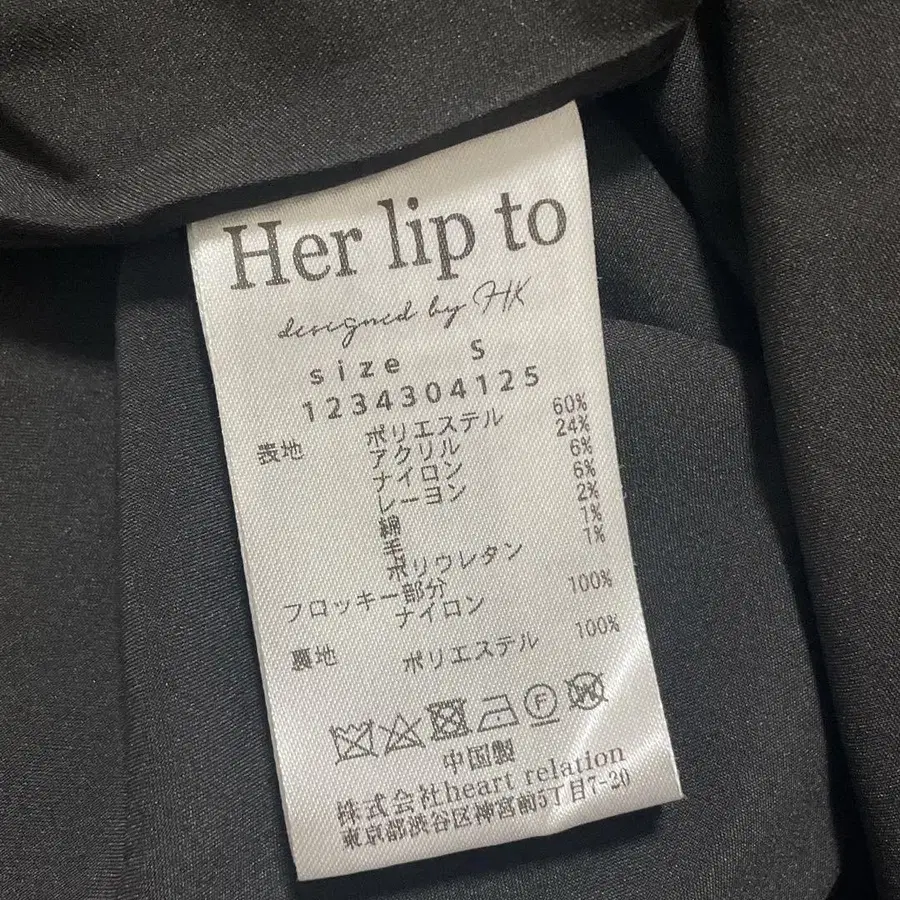 Her lip to
designed by HK
size S
1234304125
表地 ポリエステル 60%
アクリル 24%
ナイロン 6%
レーヨン 6%
綿 2%
毛 1%
ポリウレタン 1%
フロッキー部分
ナイロン 100%
裏地 ポリエステル 100%
中国製
株式会社heart relation
東京都渋谷区神宮前5丁目7-20